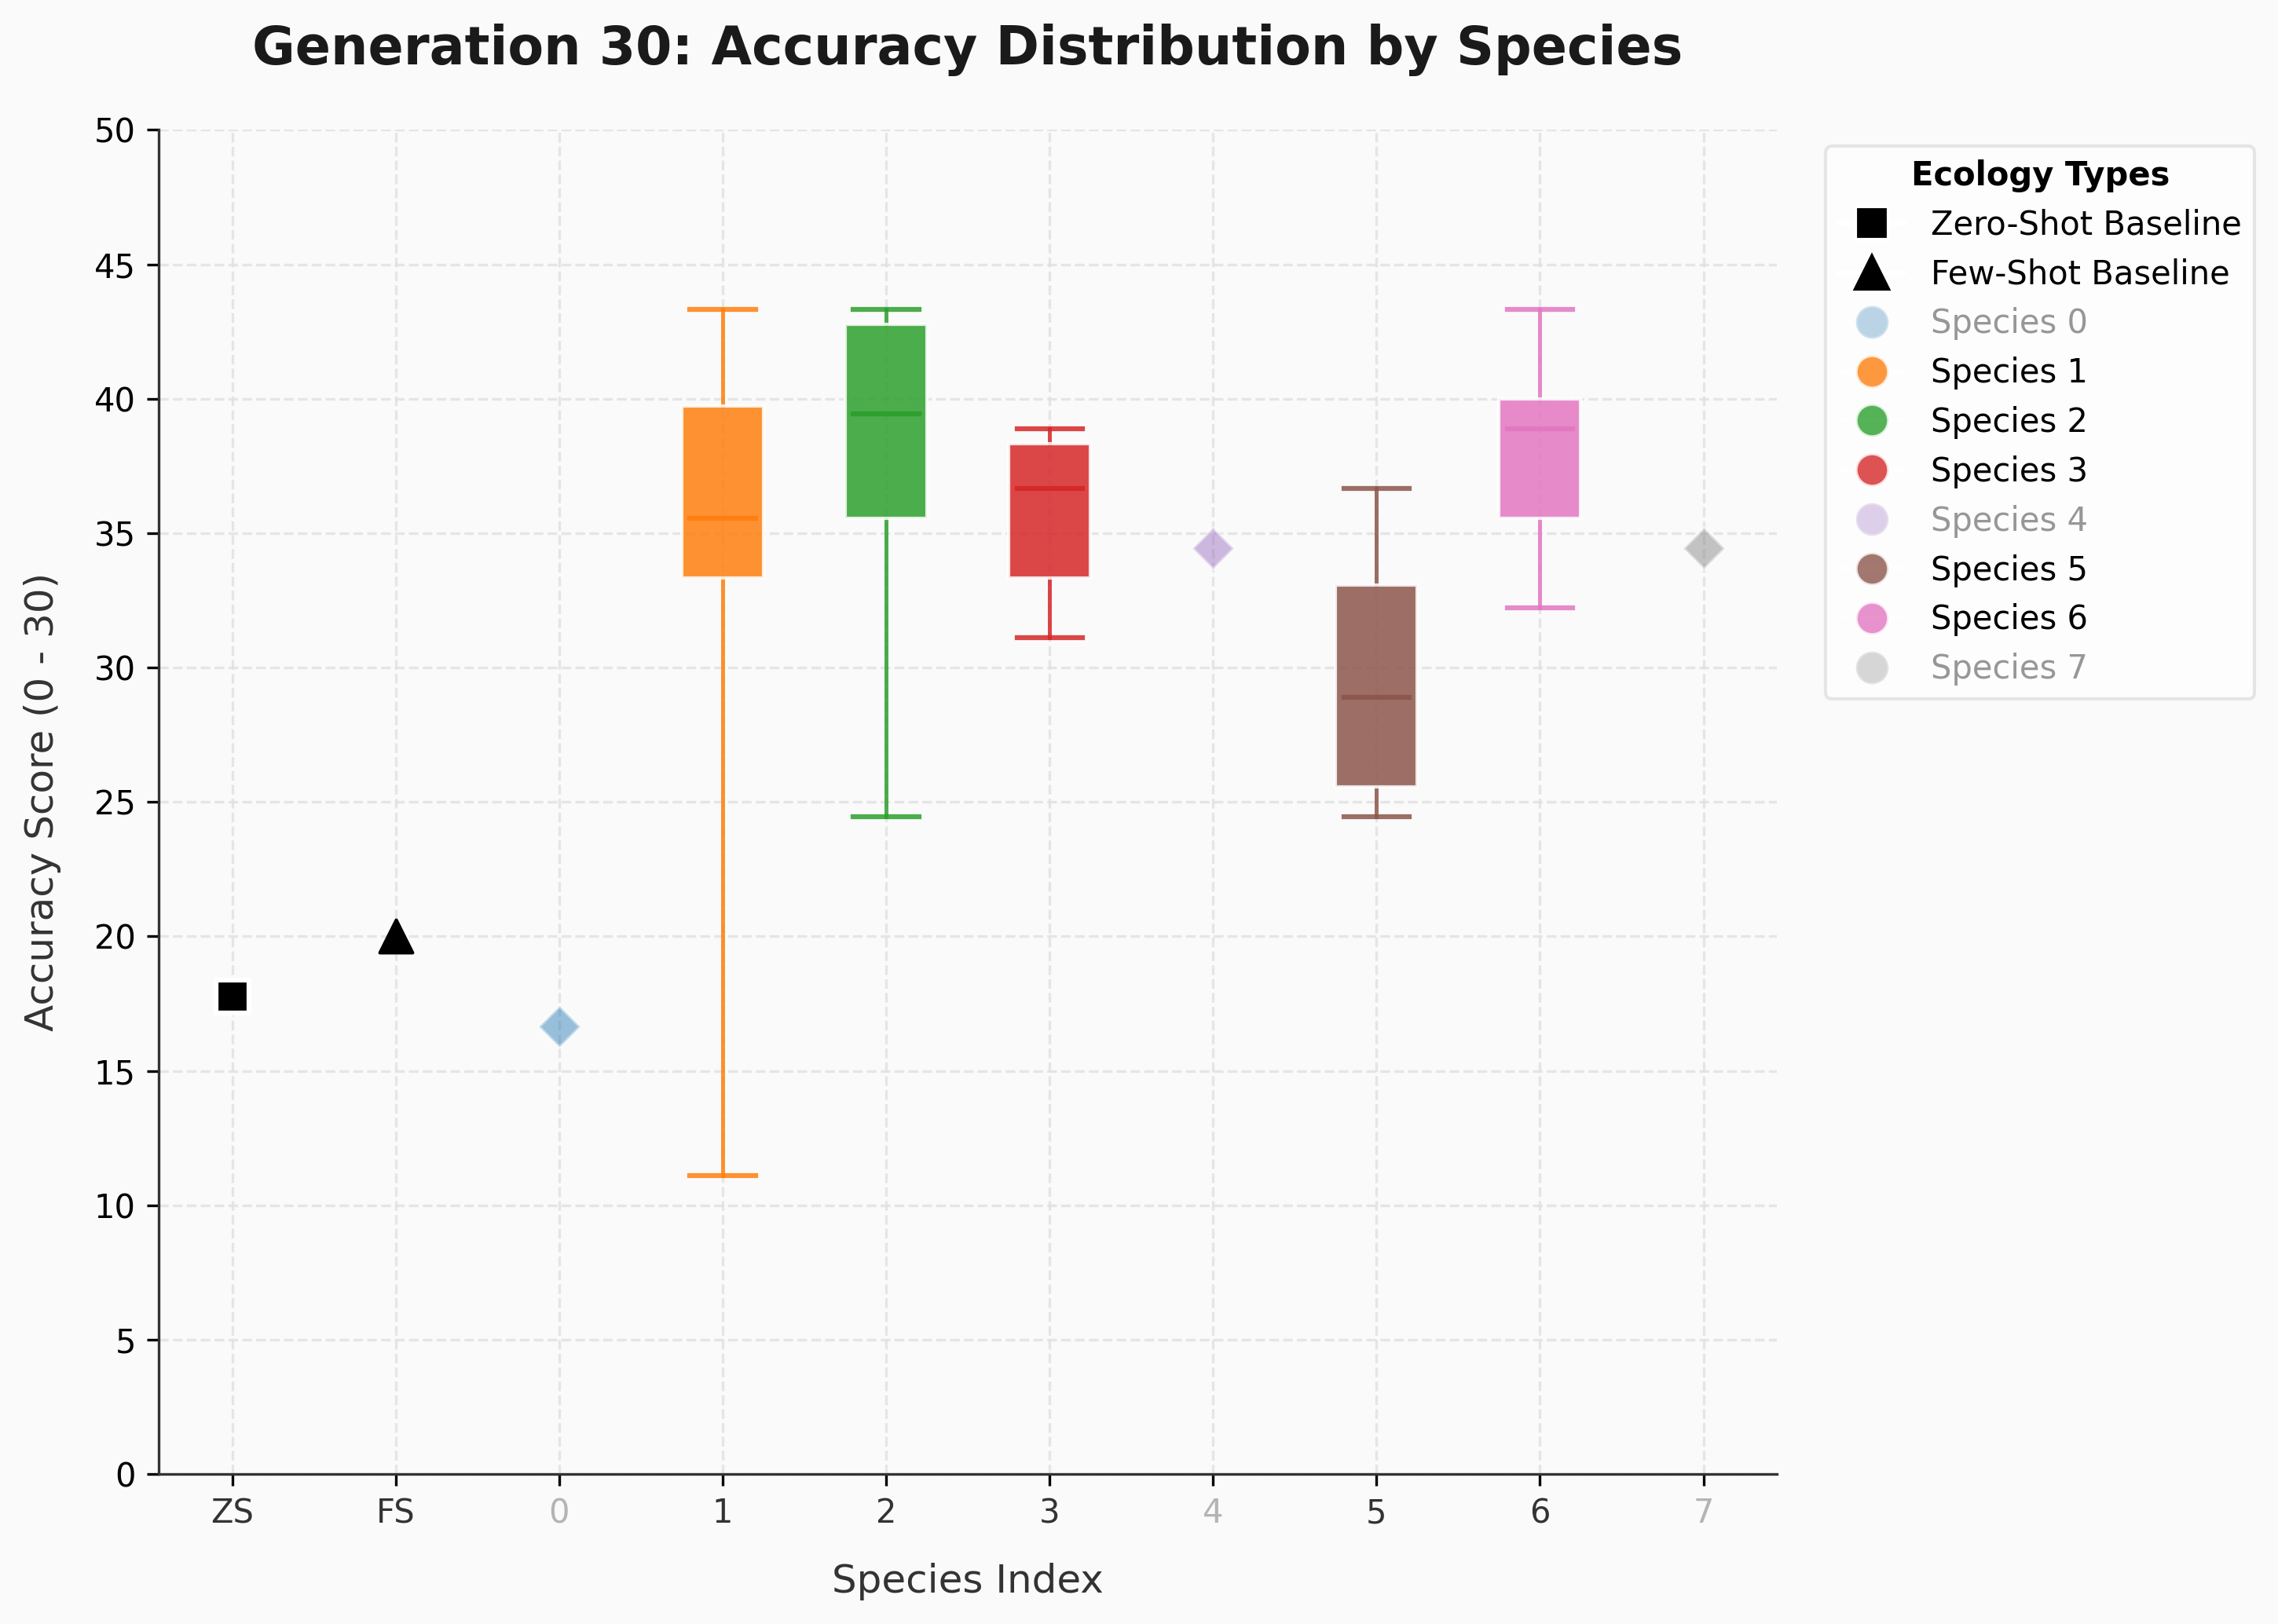 Generation 30: Accuracy Distribution by Species
Accuracy Score (0 - 30)
50
45
40
35
30
25
20
15
10
5
0
ZS FS 0 1 2 3 4 5 6 7
Species Index
Ecology Types
Zero-Shot Baseline
Few-Shot Baseline
Species 0
Species 1
Species 2
Species 3
Species 4
Species 5
Species 6
Species 7